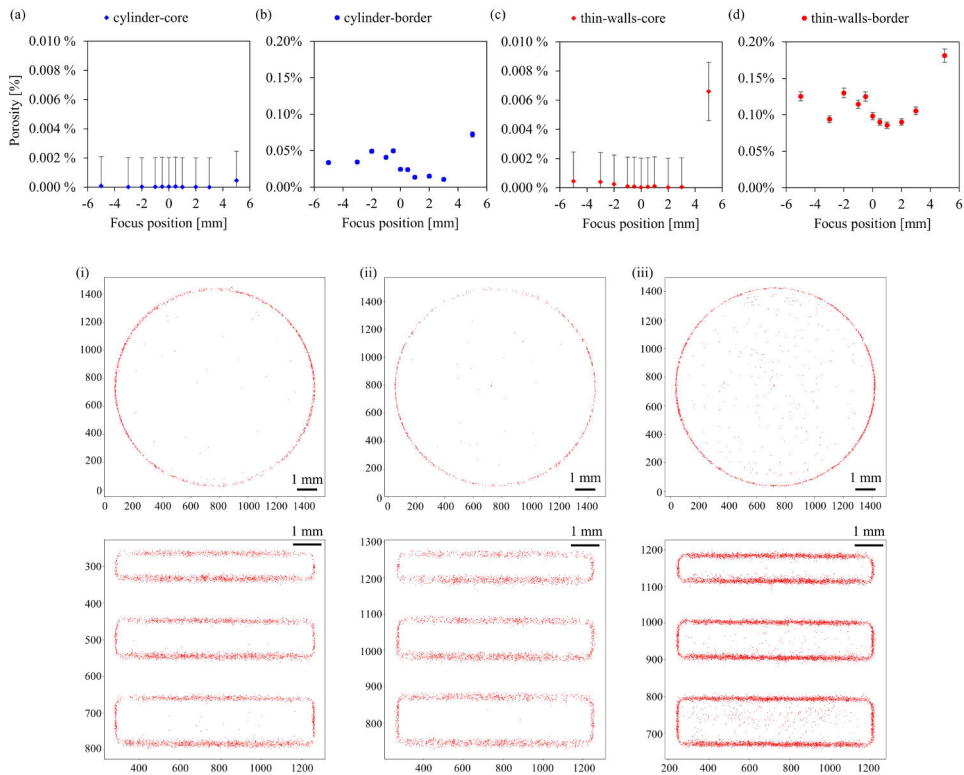 (a) cylinder-core (b) cylinder-border (c) thin-walls-core (d) thin-walls-border
0.010 % 0.20% 0.010 % 0.20%
0.008 % 0.15% 0.008 % 0.15%
0.006 % 0.006 %
0.10% 0.10%
0.004 % 0.004 %
0.002 % 0.05% 0.002 % 0.05%
0.000 % 0.00% 0.000 % 0.00%
Porosity [%]
-6 -4 -2 0 2 4 6 -6 -4 -2 0 2 4 6 -6 -4 -2 0 2 4 6 -6 -4 -2 0 2 4 6
Focus position [mm] Focus position [mm] Focus position [mm] Focus position [mm]
(i) (ii) (iii)
1400 1400 1400
1200 1200 1200
1000 1000 1000
800 800 800
600 600 600
400 400 400
200 200 200
0 0 0
1 mm 1 mm 1 mm
0 200 400 600 800 1000 1200 1400 0 200 400 600 800 1000 1200 1400 0 200 400 600 800 1000 1200 1400
1 mm 1 mm 1 mm
300 400 500 600 700 800
1300 1200 1100 1000 900 800
1200 1100 1000 900 800 700
400 600 800 1000 1200 400 600 800 1000 1200 200 400 600 800 1000 1200